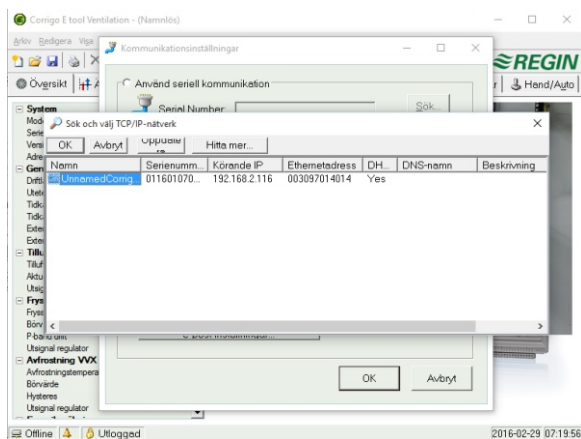 Corrigo E tool Ventilation - (Namnlös)
Arkiv Redigera Visa
Kommunikationsinställningar
REGIN
Översikt
Hand/Auto
Använd seriell kommunikation
Serial Number
Sök...
System
Sök och välj TCP/IP-nätverk
OK Avbryt Uppdatera Hitta mer...
Namn Serienumm... Körande IP Ethernetadress DH... DNS-namn Beskrivning
UnnamedCorrig... 011601070... 192.168.2.116 003097014014 Yes
P-band drift
Utsignal regulator
Avfrostning VVX
Avfrostningstempera
Börvärde
Hysteres
Utsignal regulator
OK Avbryt
Offline Utloggad 2016-02-29 07:19:56